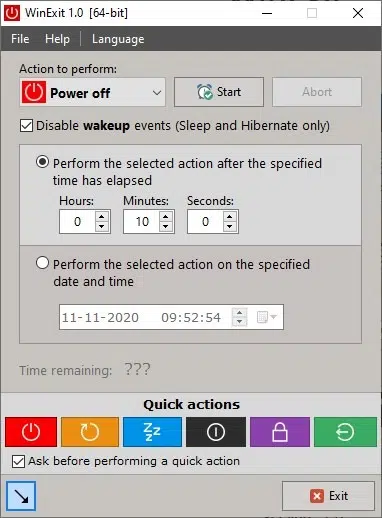 WinExit 1.0 [64-bit]
File Help Language
Action to perform:
Power off Start Abort
Disable wakeup events (Sleep and Hibernate only)
Perform the selected action after the specified
time has elapsed
Hours: Minutes: Seconds:
0 10 0
Perform the selected action on the specified
date and time
11-11-2020 09:52:54
Time remaining: ???
Quick actions
Zzz
Ask before performing a quick action
Exit